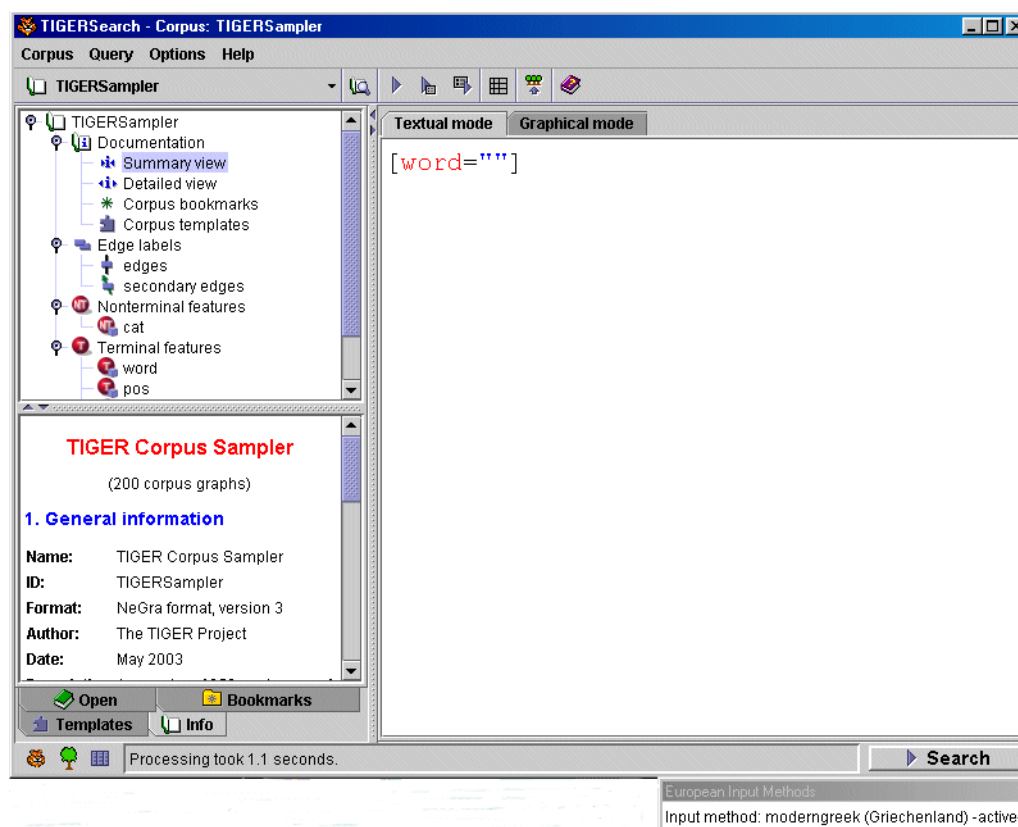 TIGERSearch - Corpus: TIGERSampler
Corpus Query Options Help
TIGERSampler
TIGERSampler
Documentation
Summary view
Detailed view
Corpus bookmarks
Corpus templates
Edge labels
edges
secondary edges
Nonterminal features
cat
Terminal features
word
pos
Textual mode Graphical mode
[word=""]
TIGER Corpus Sampler
(200 corpus graphs)
1. General information
Name: TIGER Corpus Sampler
ID: TIGERSampler
Format: NeGra format, version 3
Author: The TIGER Project
Date: May 2003
Open Bookmarks
Templates Info
Processing took 1.1 seconds.
Search
European Input Methods
Input method: moderngreek (Griechenland) -active